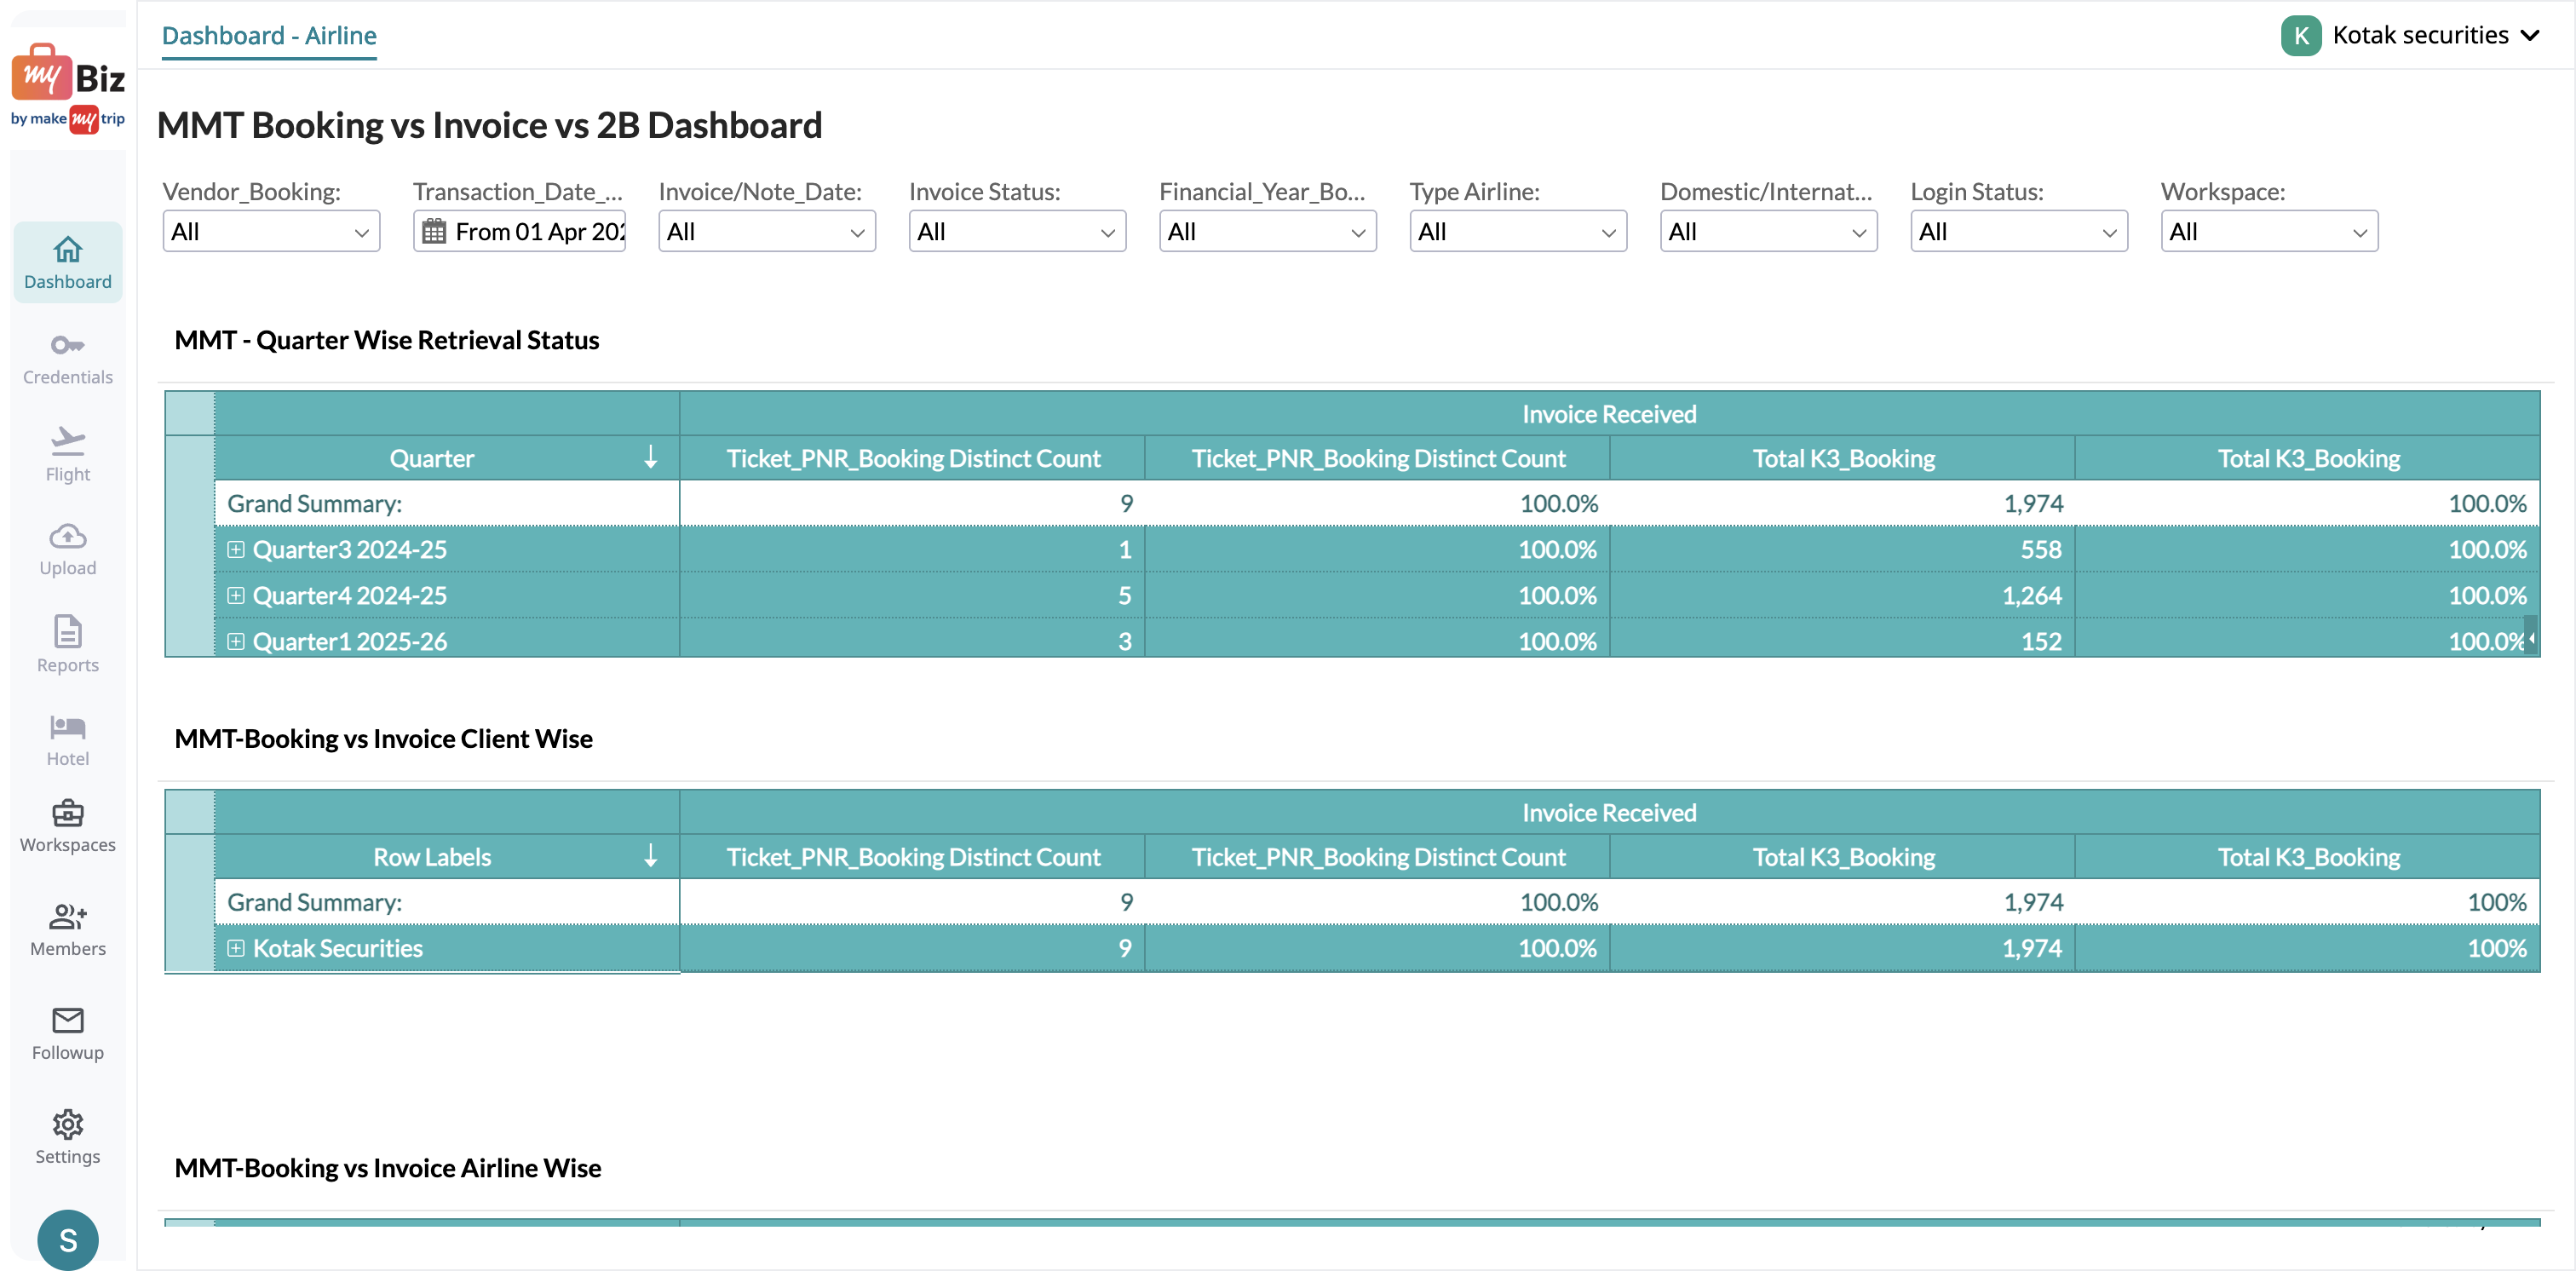 my Biz
by make my trip
Dashboard
Credentials
Flight
Upload
Reports
Hotel
Workspaces
Members
Followup
Settings
S
Dashboard - Airline
K Kotak securities
MMT Booking vs Invoice vs 2B Dashboard
Vendor_Booking: Transaction_Date_... Invoice/Note_Date: Invoice Status: Financial_Year_Bo... Type Airline: Domestic/Internat... Login Status: Workspace:
All From 01 Apr 202 All All All All All All All
MMT - Quarter Wise Retrieval Status
Invoice Received
Quarter Ticket_PNR_Booking Distinct Count Ticket_PNR_Booking Distinct Count Total K3_Booking Total K3_Booking
Grand Summary: 9 100.0% 1,974 100.0%
Quarter3 2024-25 1 100.0% 558 100.0%
Quarter4 2024-25 5 100.0% 1,264 100.0%
Quarter1 2025-26 3 100.0% 152 100.0%
MMT-Booking vs Invoice Client Wise
Invoice Received
Row Labels Ticket_PNR_Booking Distinct Count Ticket_PNR_Booking Distinct Count Total K3_Booking Total K3_Booking
Grand Summary: 9 100.0% 1,974 100%
Kotak Securities 9 100.0% 1,974 100%
MMT-Booking vs Invoice Airline Wise